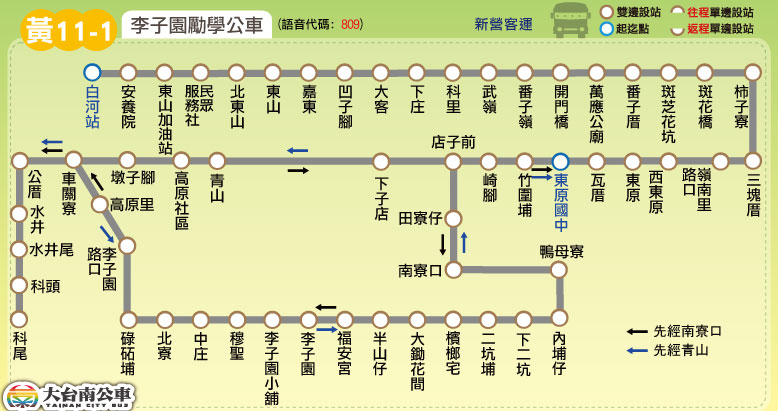 黃11-1
李子園勵學公車
(語音代碼: 809)
新營客運
雙邊設站
往程單邊設站
起迄點
返程單邊設站
白河站
安養院
東山加油站
民眾服務社
北東山
東山
嘉東
凹子腳
大客
下庄
科里
武嶺
番子嶺
開門橋
萬應公廟
番子厝
斑芝花坑
斑花橋
柿子寮
三塊厝
嶺南里路口
西東原
東原
瓦厝
東原國中
竹圍埔
崎腳
店子前
下子店
青山
高原社區
墩子腳
車關寮
公厝
水井
水井尾
科頭
科尾
高原里
李子園路口
田寮仔
南寮口
鴨母寮
碌砧埔
北寮
中庄
穆聖
李子園小舖
李子園
福安宮
半山仔
大鋤花間
檳榔宅
二坑埔
下二坑
內埔仔
先經南寮口
先經青山
大台南公車
TAINAN CITY BUS